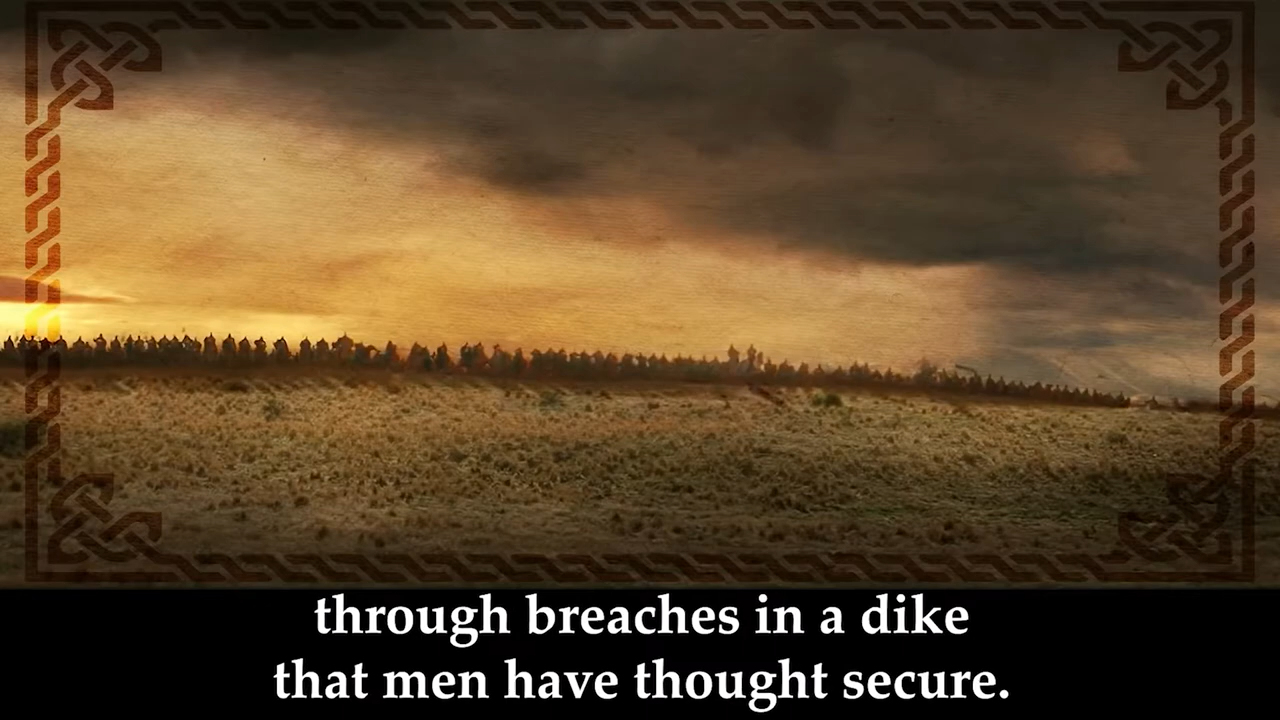 through breaches in a dike
that men have thought secure.